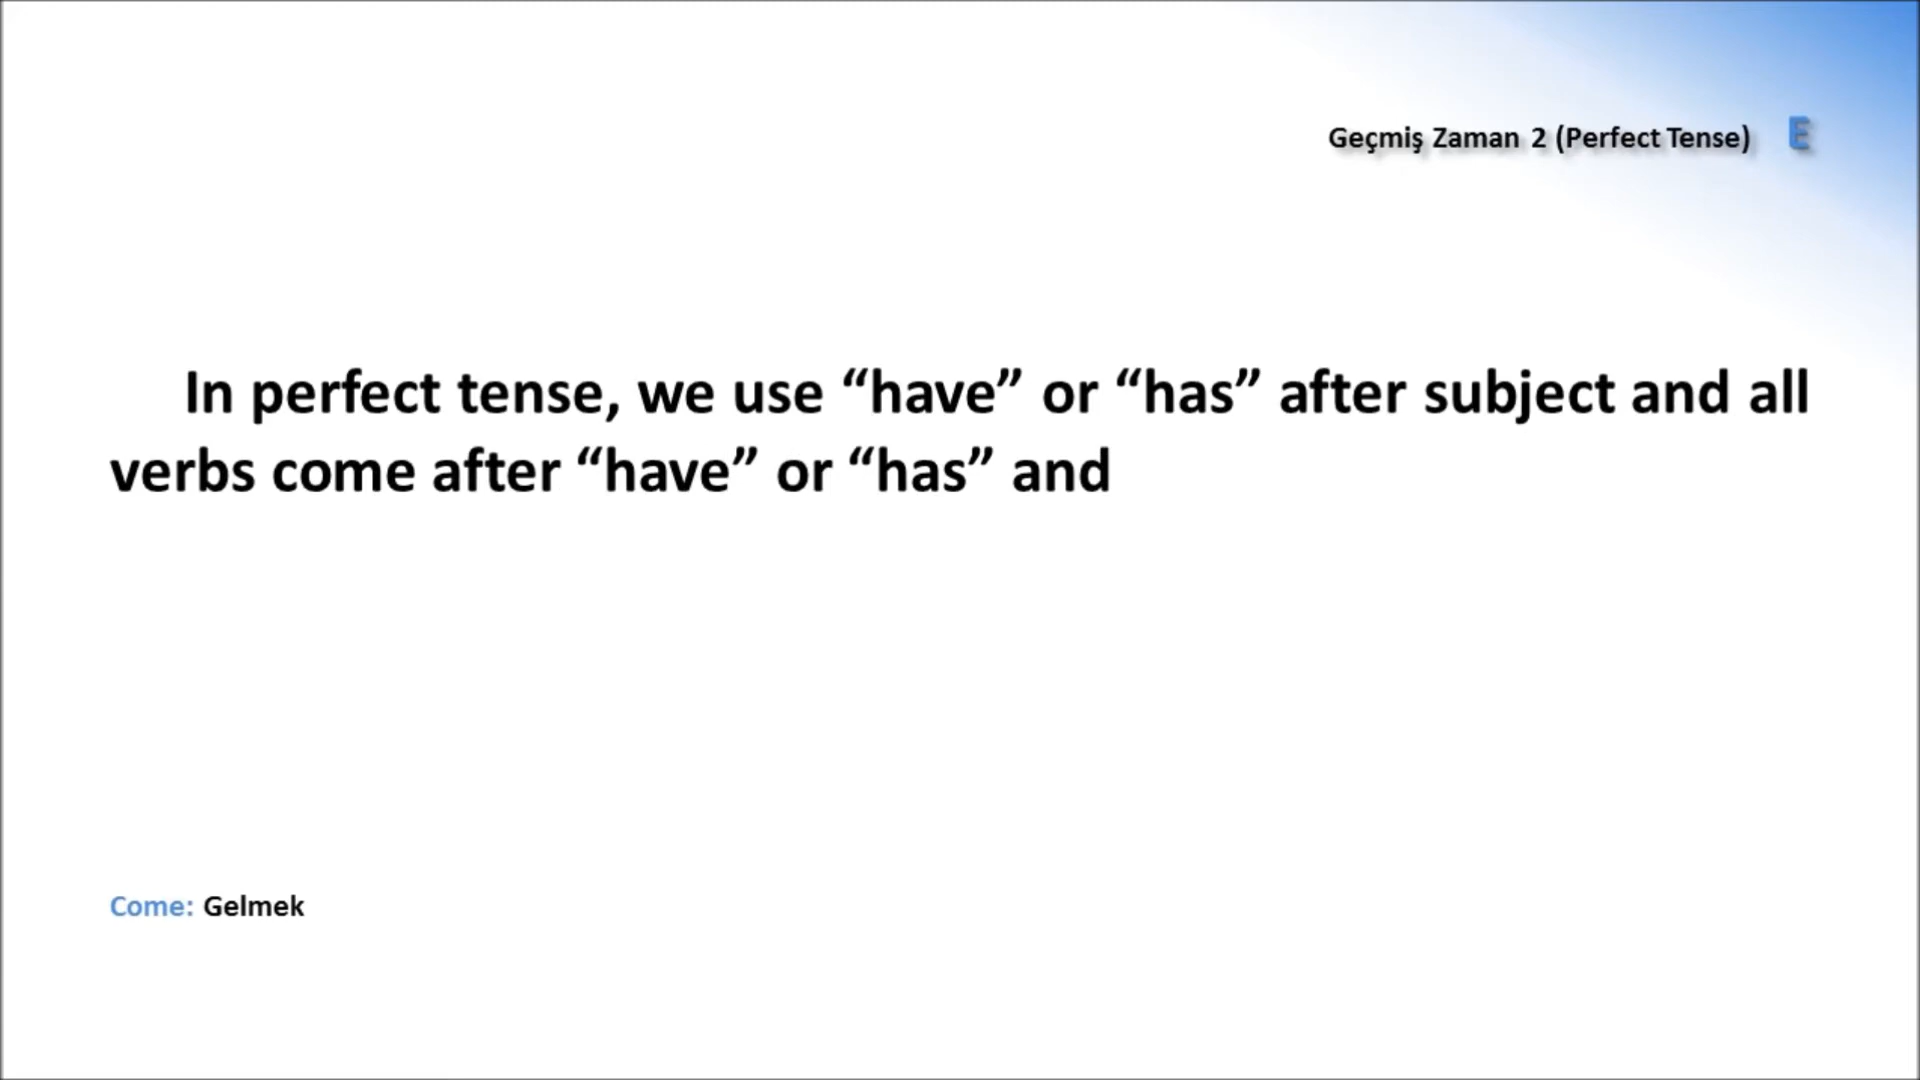 Geçmiş Zaman 2 (Perfect Tense) E
In perfect tense, we use “have” or “has” after subject and all
verbs come after “have” or “has” and
Come: Gelmek